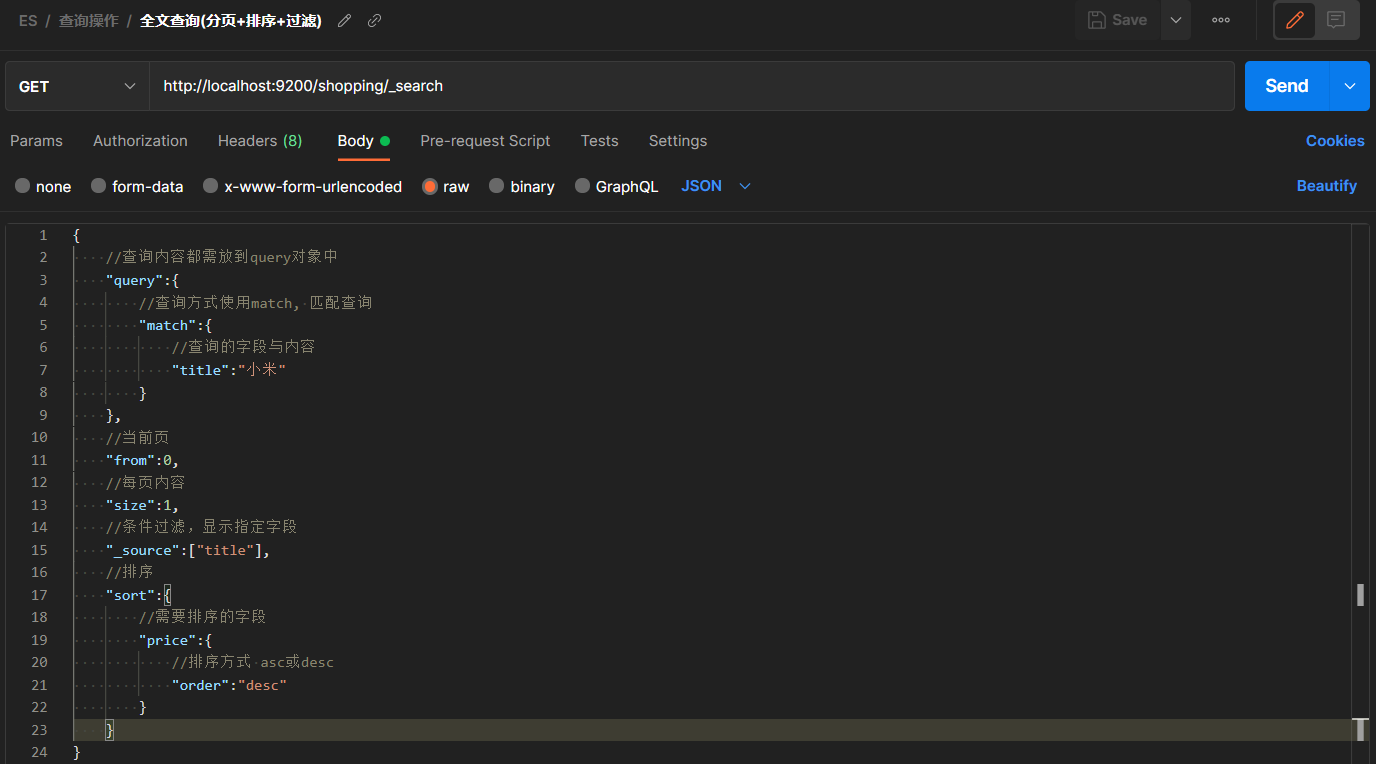 ES / 查询操作 / 全文查询(分页+排序+过滤)
Save
GET
http://localhost:9200/shopping/_search
Send
Params Authorization Headers (8) Body Pre-request Script Tests Settings Cookies
none form-data x-www-form-urlencoded raw binary GraphQL JSON Beautify
1 {
2 //查询内容都需放到query对象中
3 "query":{
4 //查询方式使用match, 匹配查询
5 "match":{
6 //查询的字段与内容
7 "title":"小米"
8 }
9 },
10 //当前页
11 "from":0,
12 //每页内容
13 "size":1,
14 //条件过滤，显示指定字段
15 "_source":["title"],
16 //排序
17 "sort":{
18 //需要排序的字段
19 "price":{
20 //排序方式 asc或desc
21 "order":"desc"
22 }
23 }
24 }